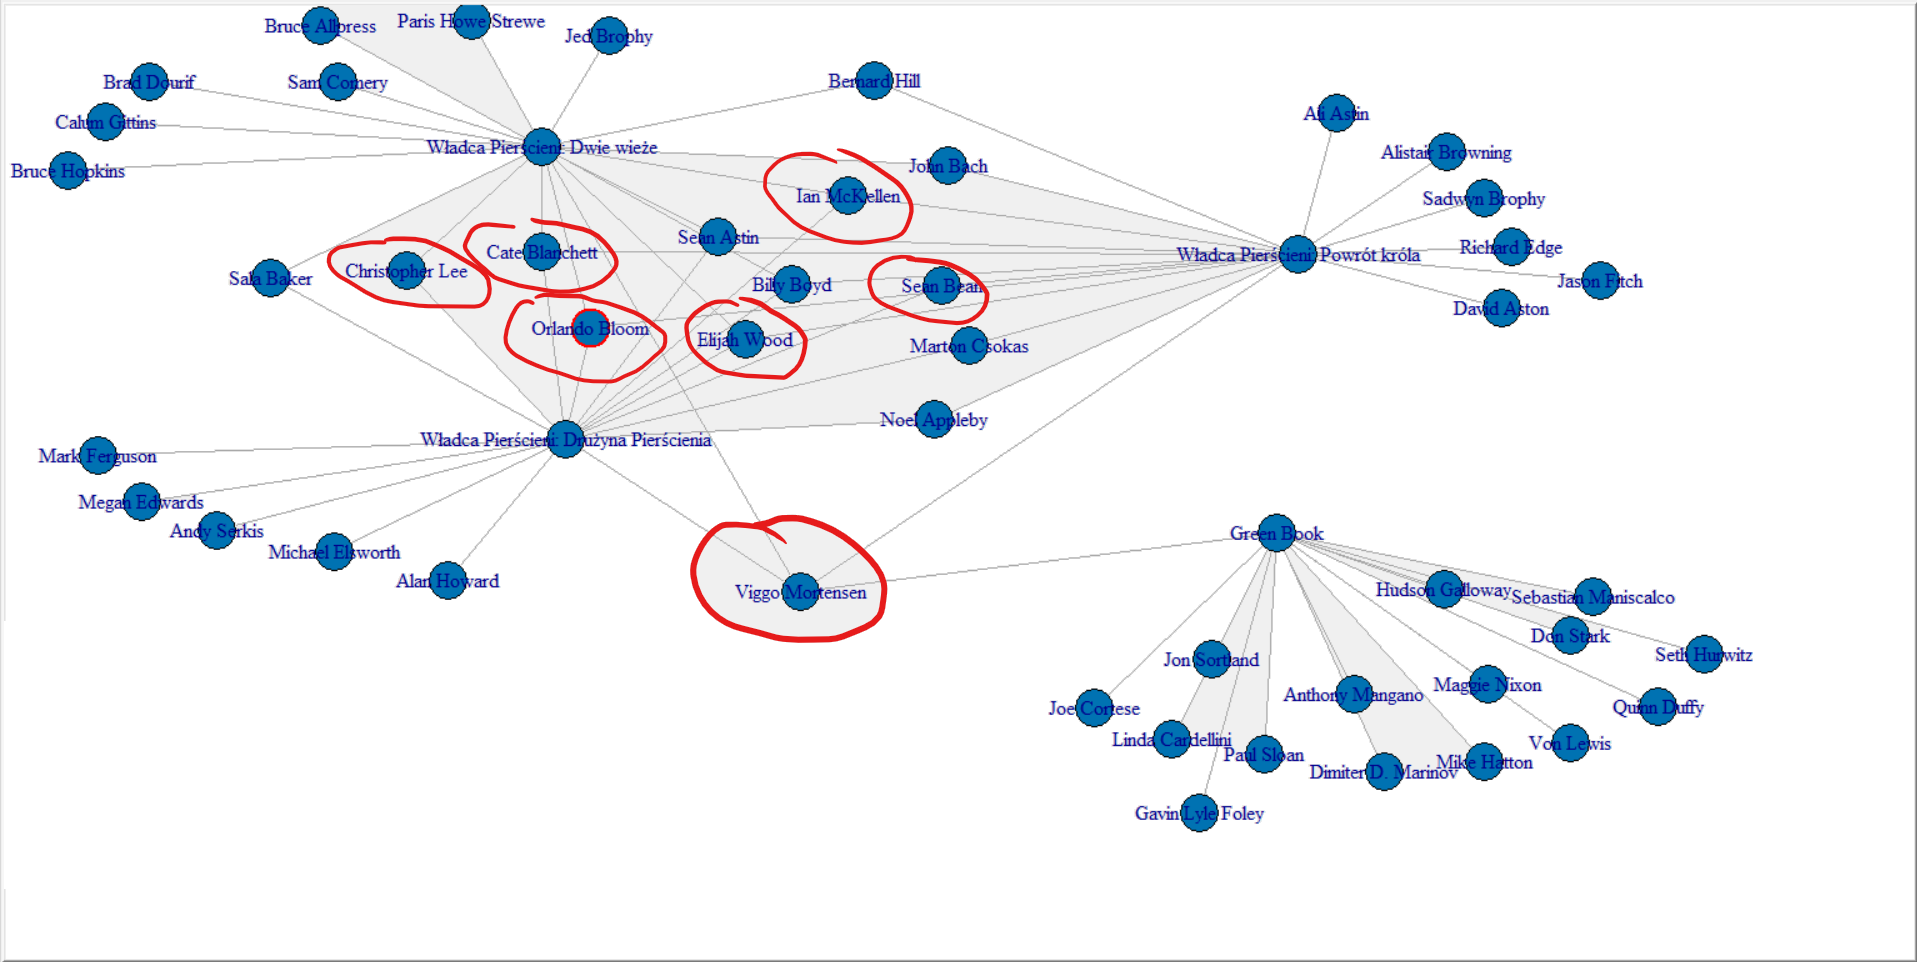 Bruce Allpress
Paris Howe Strewe
Jed Brophy
Brad Dourif
Sam Comery
Bernard Hill
Calum Gittins
Ali Astin
Władca Pierścieni: Dwie wieże
Alistair Browning
Bruce Hopkins
John Bach
Ian McKellen
Sadwyn Brophy
Sean Astin
Cate Blanchett
Richard Edge
Władca Pierścieni: Powrót króla
Christopher Lee
Sala Baker
Billy Boyd
Sean Bean
Jason Fitch
David Aston
Orlando Bloom
Elijah Wood
Marton Csokas
Noel Appleby
Władca Pierścieni: Drużyna Pierścienia
Mark Ferguson
Megan Edwards
Andy Serkis
Green Book
Michael Elsworth
Alan Howard
Viggo Mortensen
Hudson Galloway
Sebastian Maniscalco
Don Stark
Seth Hurwitz
Jon Sortland
Maggie Nixon
Anthony Mangano
Joe Cortese
Quinn Duffy
Linda Cardellini
Von Lewis
Paul Sloan
Mike Hatton
Dimiter D. Marinov
Gavin Lyle Foley